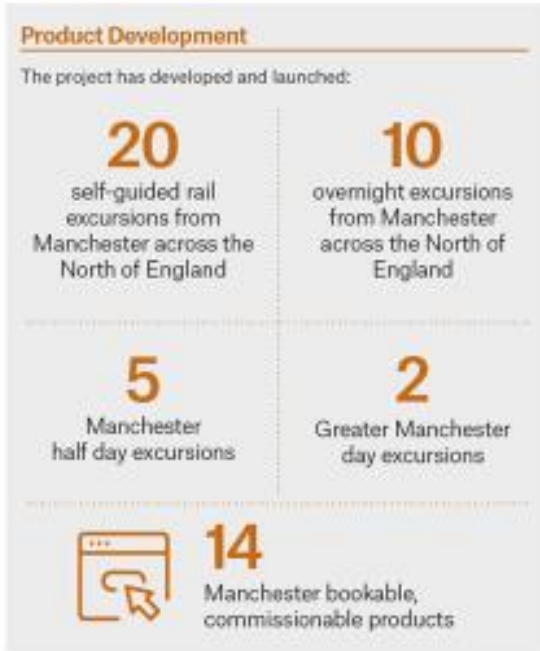 Product Development
The project has developed and launched:
20
self-guided rail
excursions from
Manchester across the
North of England
10
overnight excursions
from Manchester
across the North of
England
5
Manchester
half day excursions
2
Greater Manchester
day excursions
14
Manchester bookable,
commissionable products